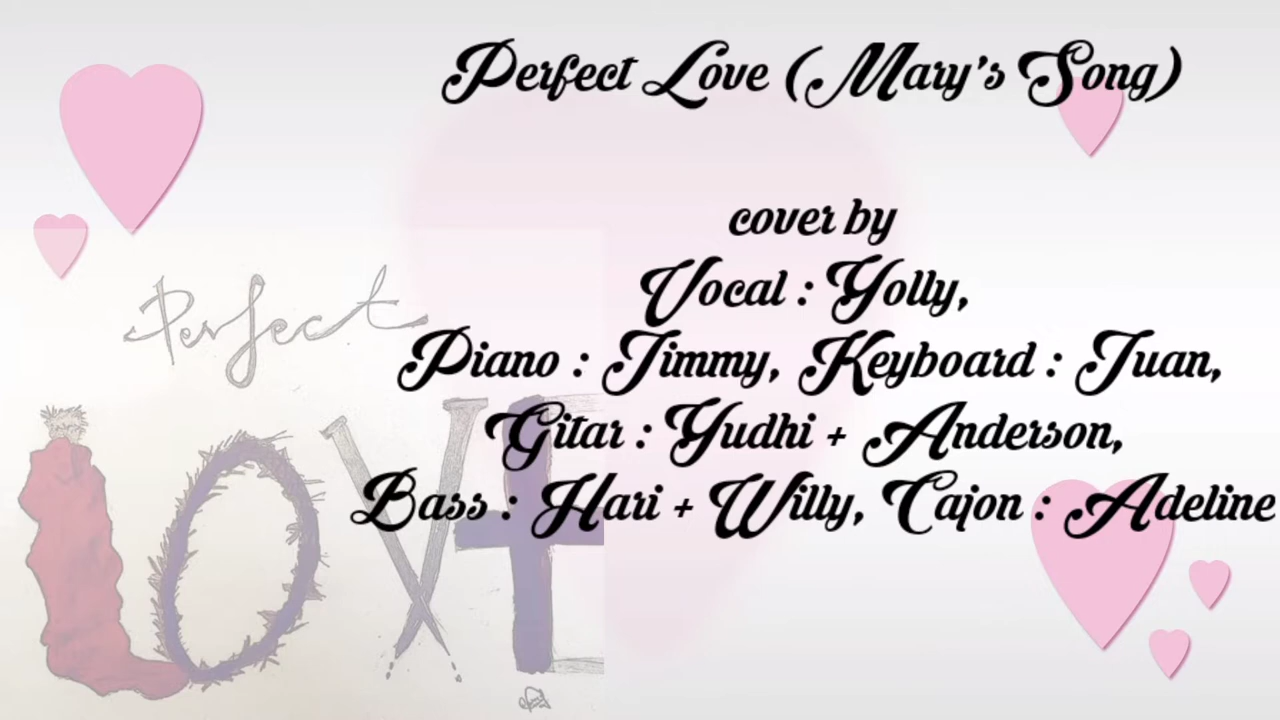 Perfect Love (Mary's Song)
cover by
Vocal : Yolly,
Piano : Jimmy, Keyboard : Juan,
Gitar : Yudhi + Anderson,
Bass : Hari + Willy, Cajon : Adeline
Perfect
LOVE